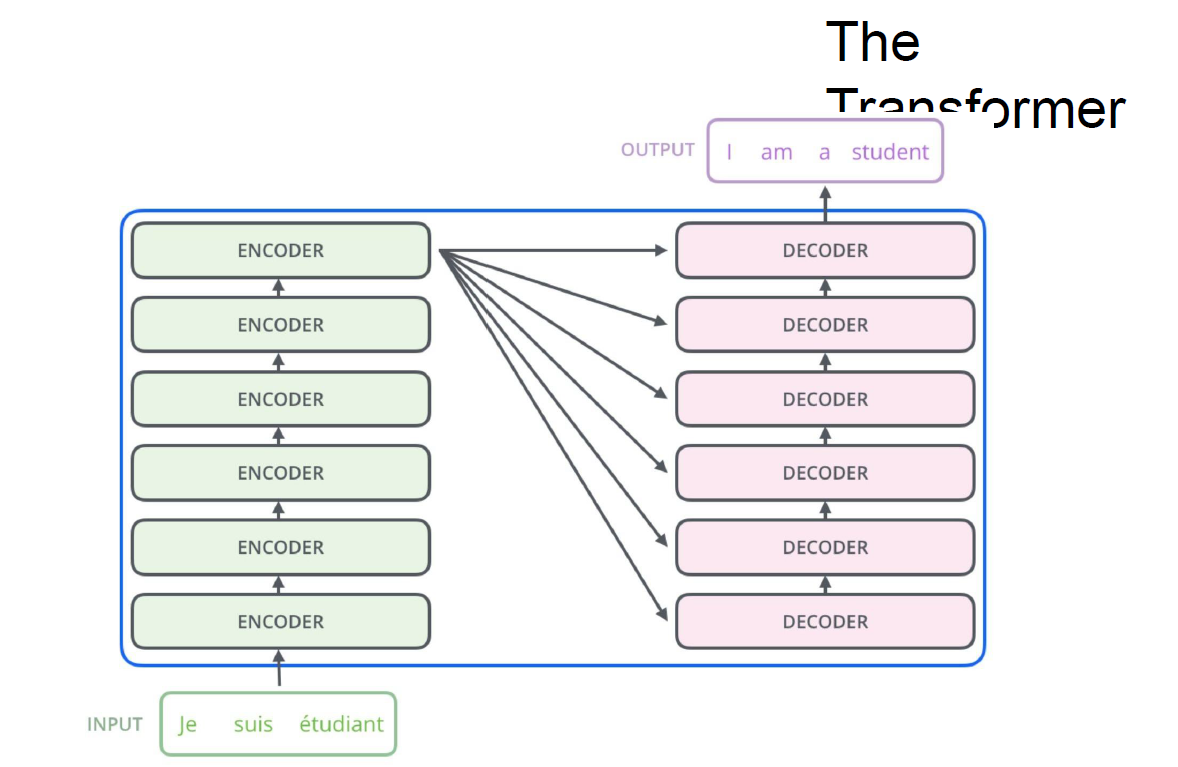 The
Transformer
OUTPUT I am a student
ENCODER DECODER
ENCODER DECODER
ENCODER DECODER
ENCODER DECODER
ENCODER DECODER
ENCODER DECODER
INPUT Je suis étudiant